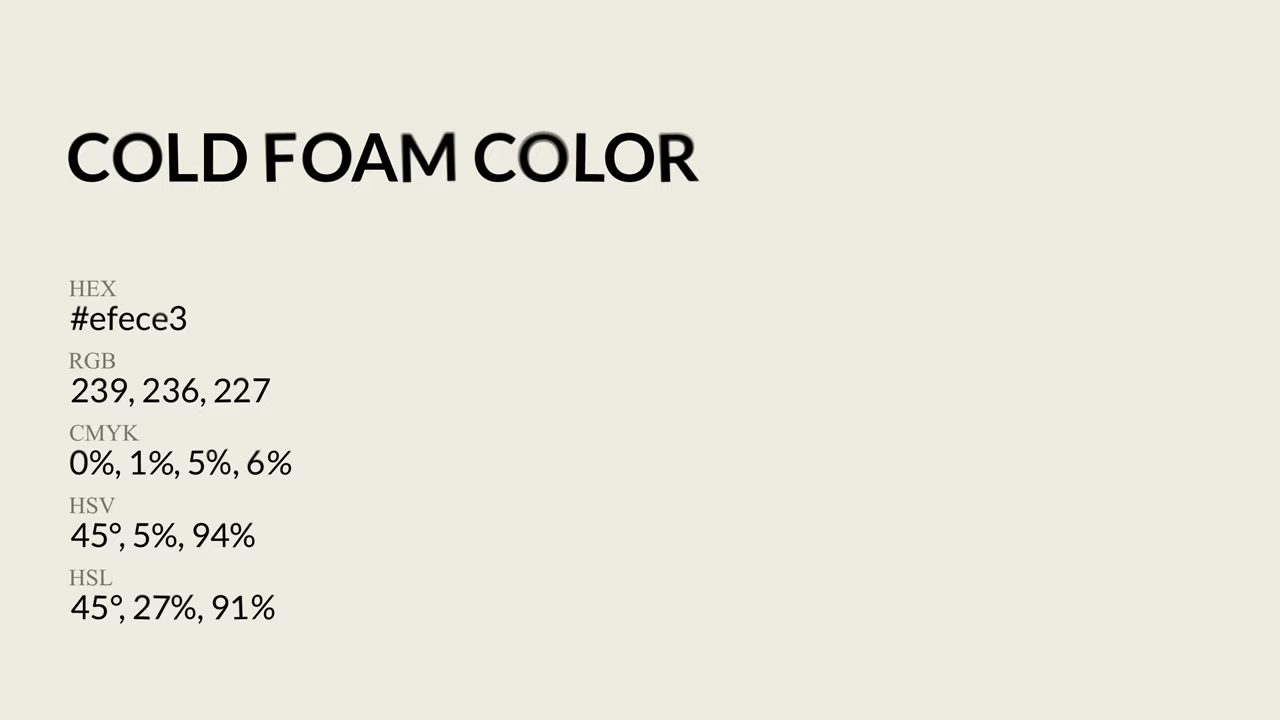 COLD FOAM COLOR
HEX
#efece3
RGB
239, 236, 227
CMYK
0%, 1%, 5%, 6%
HSV
45°, 5%, 94%
HSL
45°, 27%, 91%